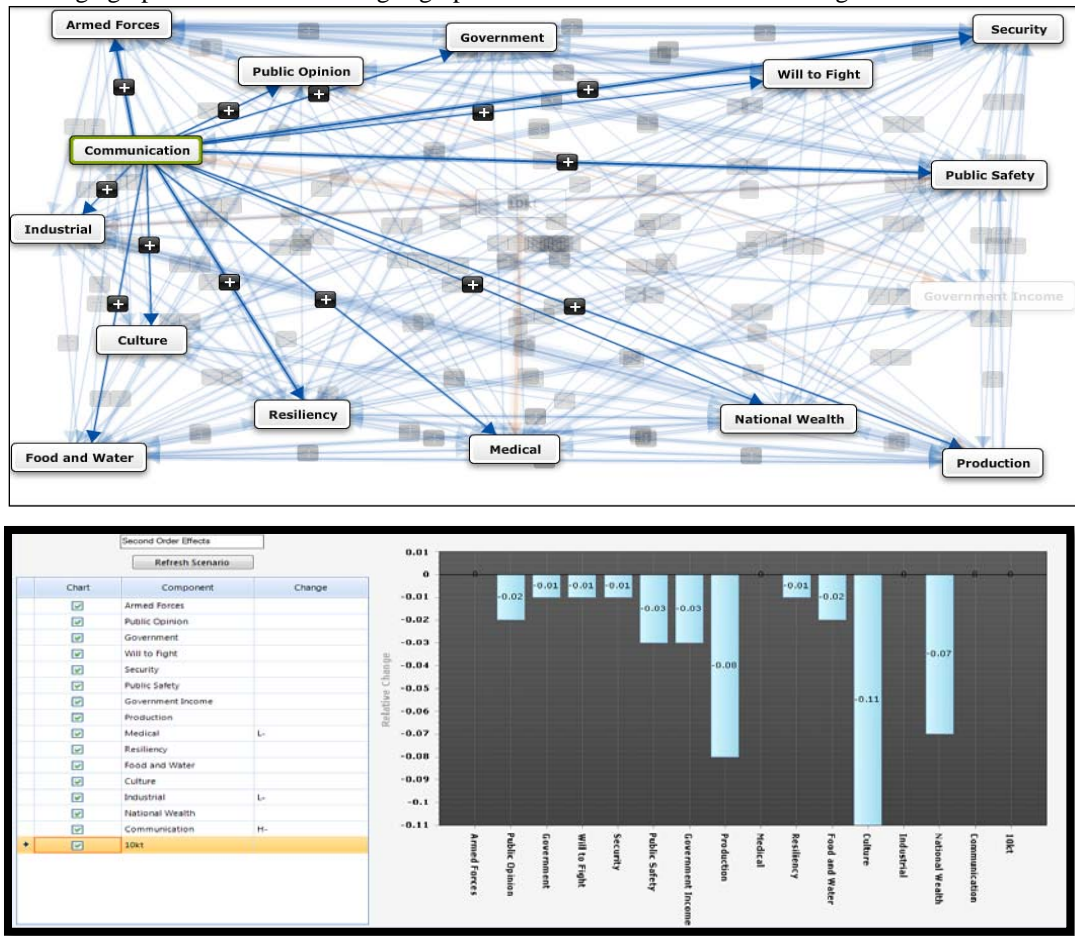 Armed Forces
Government
Security
Public Opinion
Will to Fight
+
+
+
+
+
Communication
+
+
Public Safety
10kt
Industrial
+
+
+
+
+
+
Government Income
+
Culture
Resiliency
National Wealth
Medical
Food and Water
Production
Second Order Effects
Refresh Scenario
Chart Component Change
Armed Forces
Public Opinion
Government
Will to Fight
Security
Public Safety
Government Income
Production
Medical L-
Resiliency
Food and Water
Culture
Industrial L-
National Wealth
Communication H-
10kt
Relative Change
0.01
0
-0.01
-0.02
-0.03
-0.04
-0.05
-0.06
-0.07
-0.08
-0.09
-0.1
-0.11
0 -0.02 -0.01 -0.01 -0.01 -0.03 -0.03 -0.08 0 -0.01 -0.02 -0.11 0 -0.07 0 0
Armed Forces
Public Opinion
Government
Will to Fight
Security
Public Safety
Government Income
Production
Medical
Resiliency
Food and Water
Culture
Industrial
National Wealth
Communication
10kt